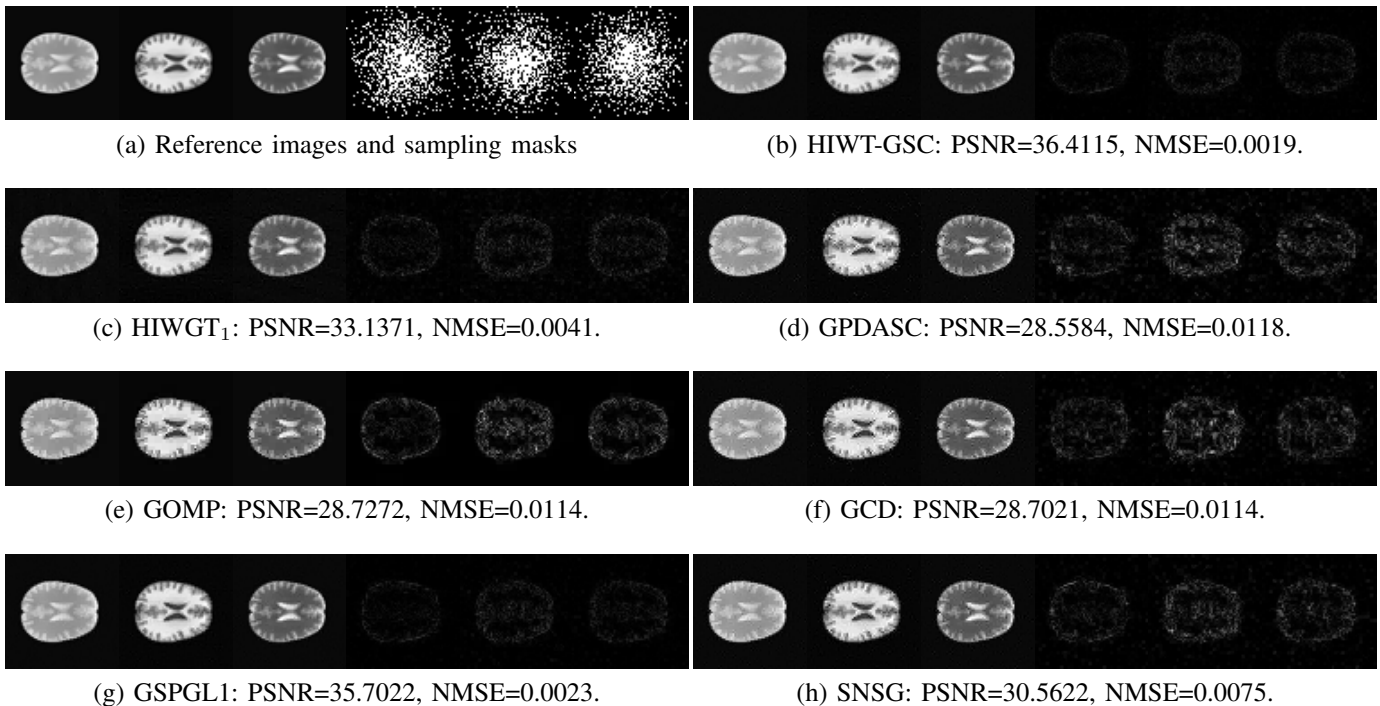 (a) Reference images and sampling masks
(b) HIWT-GSC: PSNR=36.4115, NMSE=0.0019.
(c) HIWGT₁: PSNR=33.1371, NMSE=0.0041.
(d) GPDASC: PSNR=28.5584, NMSE=0.0118.
(e) GOMP: PSNR=28.7272, NMSE=0.0114.
(f) GCD: PSNR=28.7021, NMSE=0.0114.
(g) GSPGL1: PSNR=35.7022, NMSE=0.0023.
(h) SNSG: PSNR=30.5622, NMSE=0.0075.